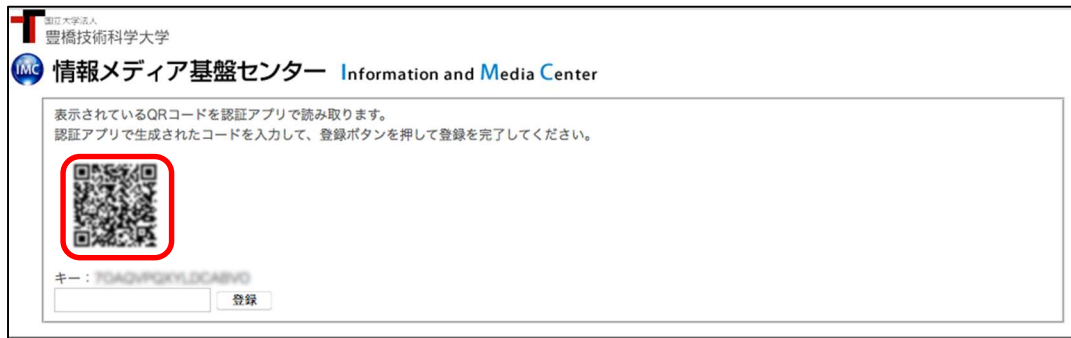 国立大学法人
豊橋技術科学大学
IMC 情報メディア基盤センター Information and Media Center
表示されているQRコードを認証アプリで読み取ります。
認証アプリで生成されたコードを入力して、登録ボタンを押して登録を完了してください。
キー：
登録